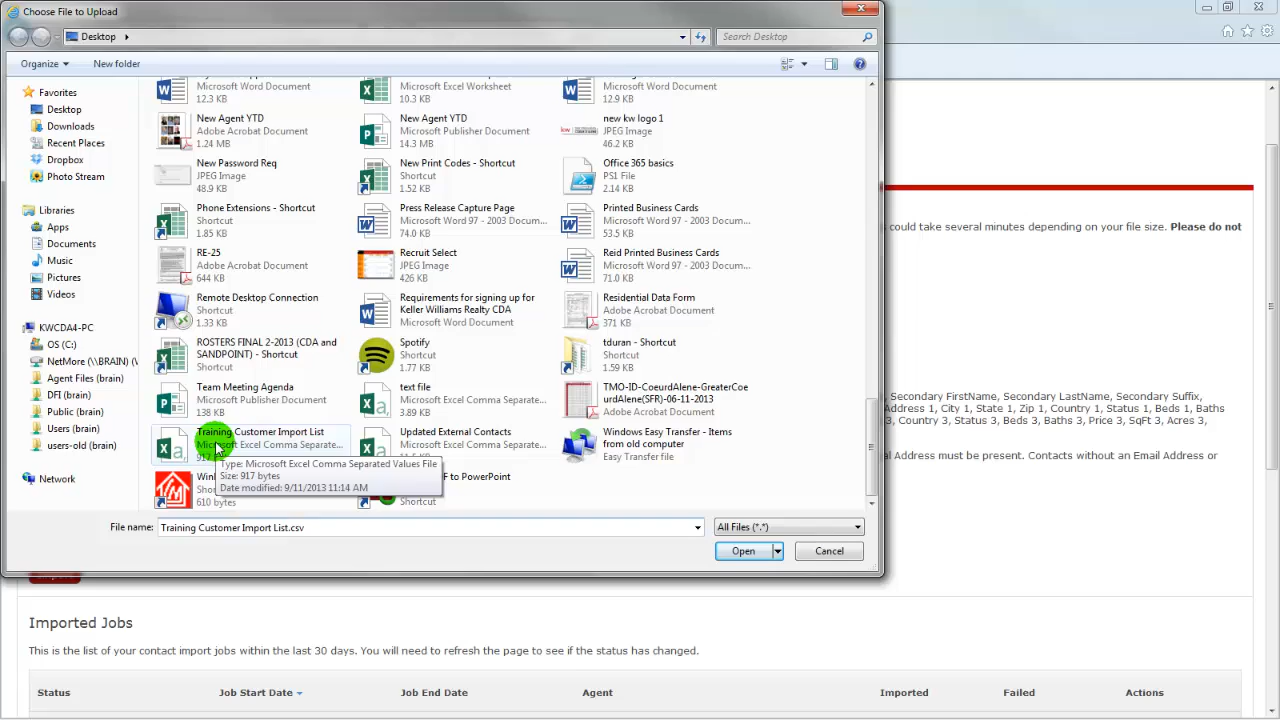 Choose File to Upload
Desktop
Search Desktop
Organize
New folder
Favorites
Desktop
Downloads
Recent Places
Dropbox
Photo Stream
Libraries
Apps
Documents
Music
Pictures
Videos
KWCDA4-PC
OS (C:)
NetMore (\\BRAIN) (
Agent Files (brain)
DFI (brain)
Public (brain)
Users (brain)
users-old (brain)
Network
Microsoft Word Document
12.3 KB
Microsoft Excel Worksheet
10.3 KB
Microsoft Word Document
12.9 KB
New Agent YTD
Adobe Acrobat Document
1.24 MB
New Agent YTD
Microsoft Publisher Document
14.3 MB
new kw logo 1
JPEG Image
46.2 KB
New Password Req
JPEG Image
48.9 KB
New Print Codes - Shortcut
Shortcut
1.52 KB
Office 365 basics
PS1 File
2.14 KB
Phone Extensions - Shortcut
Shortcut
1.85 KB
Press Release Capture Page
Microsoft Word 97 - 2003 Docum...
74.0 KB
Printed Business Cards
Microsoft Word 97 - 2003 Docum...
53.5 KB
RE-25
Adobe Acrobat Document
644 KB
Recruit Select
JPEG Image
426 KB
Reid Printed Business Cards
Microsoft Word 97 - 2003 Docum...
71.0 KB
Remote Desktop Connection
Shortcut
1.33 KB
Requirements for signing up for
Keller Williams Realty CDA
Microsoft Word Document
Residential Data Form
Adobe Acrobat Document
371 KB
ROSTERS FINAL 2-2013 (CDA and
SANDPOINT) - Shortcut
Shortcut
Spotify
Shortcut
1.77 KB
tduran - Shortcut
Shortcut
1.59 KB
Team Meeting Agenda
Microsoft Publisher Document
138 KB
text file
Microsoft Excel Comma Separate...
3.89 KB
TMO-ID-CoeurdAlene-GreaterCoe
urdAlene(SFR)-06-11-2013
Adobe Acrobat Document
Training Customer Import List
Microsoft Excel Comma Separate...
917
Updated External Contacts
Microsoft Excel Comma Separate...
Windows Easy Transfer - Items
from old computer
Easy Transfer file
Type: Microsoft Excel Comma Separated Values File
Size: 917 bytes
Date modified: 9/11/2013 11:14 AM
610 bytes
to PowerPoint
Shortcut
File name:
Training Customer Import List.csv
All Files (*.*)
Open
Cancel
could take several minutes depending on your file size. Please do not
, Secondary FirstName, Secondary LastName, Secondary Suffix,
Address 1, City 1, State 1, Zip 1, Country 1, Status 1, Beds 1, Baths
Country 3, Status 3, Beds 3, Baths 3, Price 3, SqFt 3, Acres 3,
Address must be present. Contacts without an Email Address or
Imported Jobs
This is the list of your contact import jobs within the last 30 days. You will need to refresh the page to see if the status has changed.
Status
Job Start Date
Job End Date
Agent
Imported
Failed
Actions